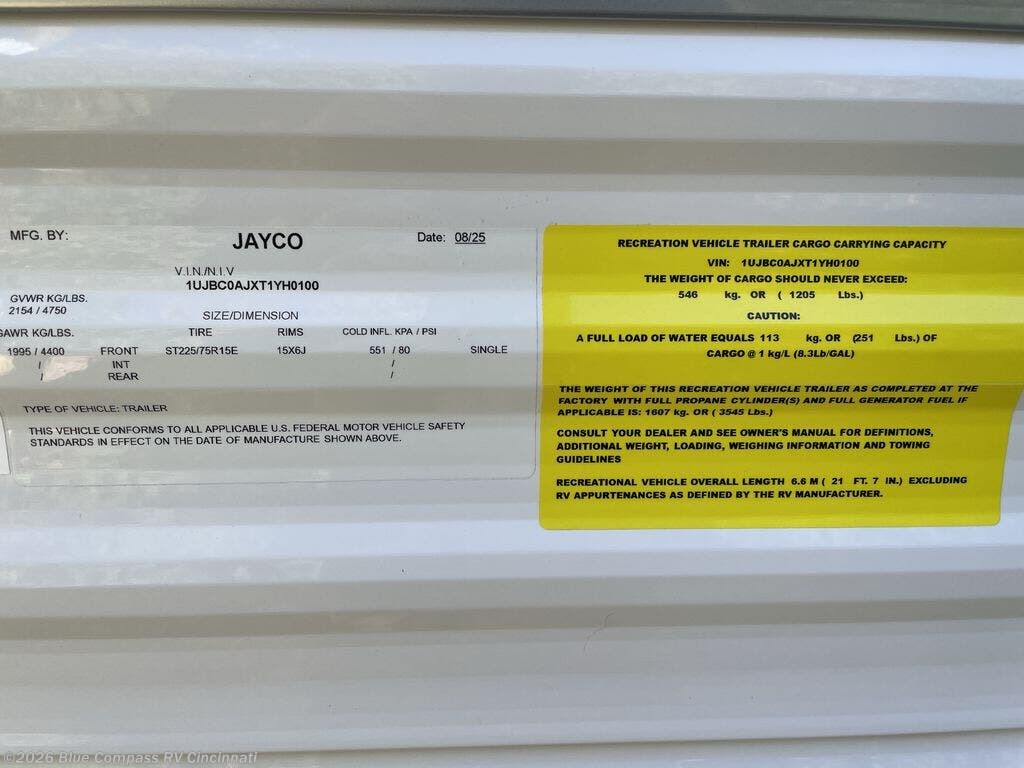 MFG. BY:
JAYCO
Date: 08/25
V.I.N./N.I.V
1UJBC0AJXT1YH0100
GVWR KG/LBS.
2154 / 4750
SIZE/DIMENSION
GAWR KG/LBS. TIRE RIMS COLD INFL. KPA / PSI
1995 / 4400 FRONT ST225/75R15E 15X6J 551 / 80 SINGLE
/ INT /
/ REAR /
TYPE OF VEHICLE: TRAILER
THIS VEHICLE CONFORMS TO ALL APPLICABLE U.S. FEDERAL MOTOR VEHICLE SAFETY
STANDARDS IN EFFECT ON THE DATE OF MANUFACTURE SHOWN ABOVE.
RECREATION VEHICLE TRAILER CARGO CARRYING CAPACITY
VIN: 1UJBC0AJXT1YH0100
THE WEIGHT OF CARGO SHOULD NEVER EXCEED:
546 kg. OR ( 1205 Lbs.)
CAUTION:
A FULL LOAD OF WATER EQUALS 113 kg. OR (251 Lbs.) OF
CARGO @ 1 kg/L (8.3Lb/GAL)
THE WEIGHT OF THIS RECREATION VEHICLE TRAILER AS COMPLETED AT THE
FACTORY WITH FULL PROPANE CYLINDER(S) AND FULL GENERATOR FUEL IF
APPLICABLE IS: 1607 kg. OR ( 3545 Lbs.)
CONSULT YOUR DEALER AND SEE OWNER'S MANUAL FOR DEFINITIONS,
ADDITIONAL WEIGHT, LOADING, WEIGHING INFORMATION AND TOWING
GUIDELINES
RECREATIONAL VEHICLE OVERALL LENGTH 6.6 M ( 21 FT. 7 IN.) EXCLUDING
RV APPURTENANCES AS DEFINED BY THE RV MANUFACTURER.
©2026 Blue Compass RV Cincinnati